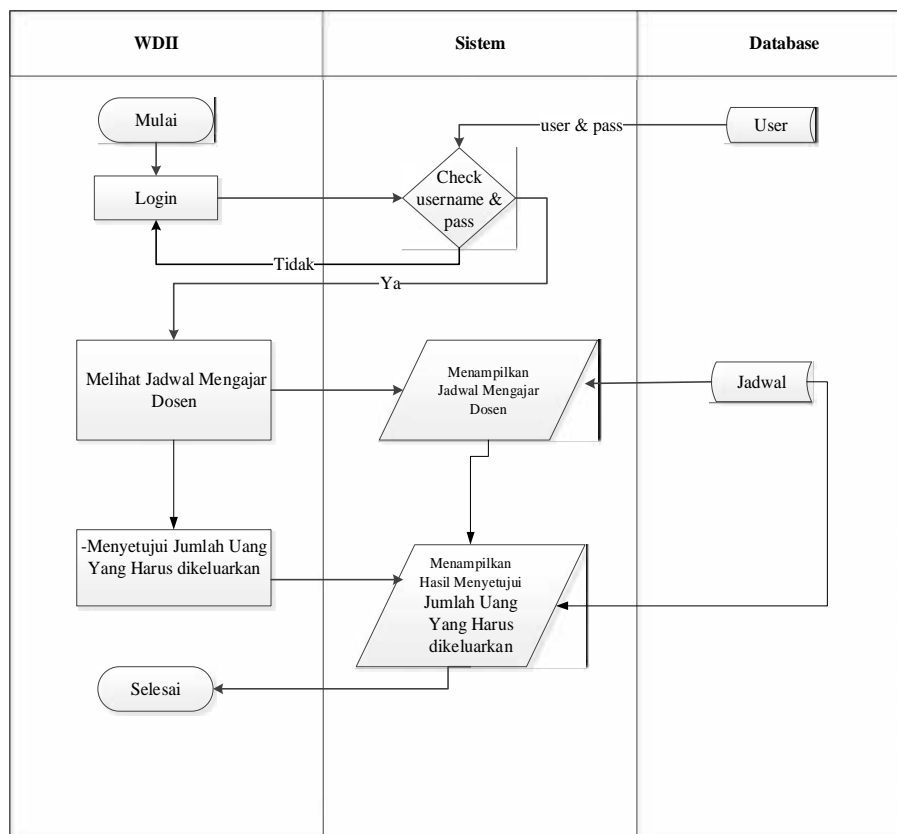 WDII
Sistem
Database
Mulai
user & pass
User
Login
Check
username &
pass
Tidak
Ya
Melihat Jadwal Mengajar
Dosen
Menampilkan
Jadwal Mengajar
Dosen
Jadwal
-Menyetujui Jumlah Uang
Yang Harus dikeluarkan
Menampilkan
Hasil Menyetujui
Jumlah Uang
Yang Harus
dikeluarkan
Selesai